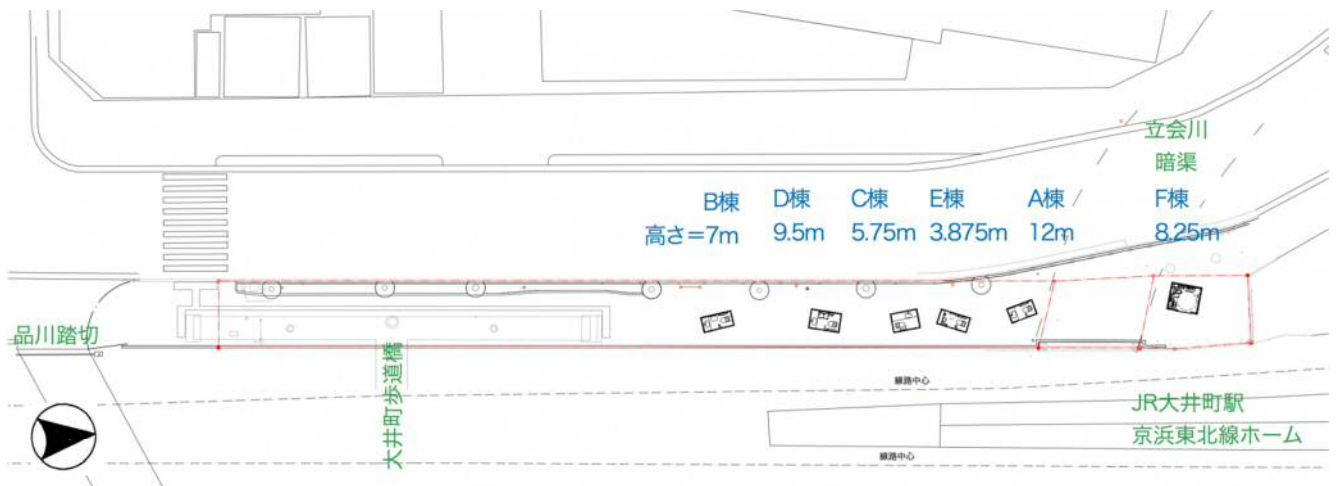 立会川
暗渠
B棟
高さ=7m
D棟
9.5m
C棟
5.75m
E棟
3.875m
A棟
12m
F棟
8.25m
品川踏切
大井町歩道橋
線路中心
JR大井町駅
京浜東北線ホーム
線路中心